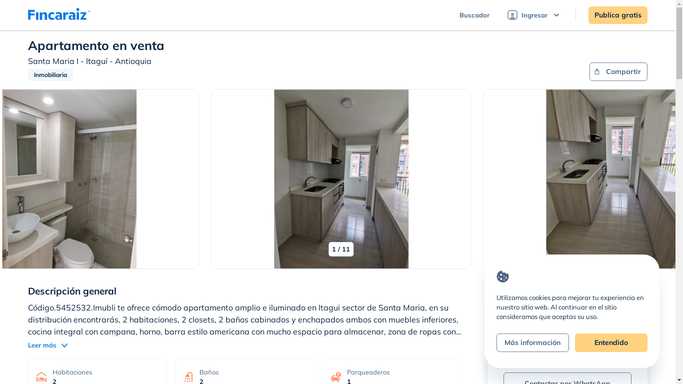 Fincaraiz
Buscador
Ingresar
Publica gratis
Apartamento en venta
Santa Maria I - Itaguí - Antioquia
Inmobiliaria
Compartir
1 / 11
Descripción general
Código.5452532.Imubli te ofrece cómodo apartamento amplio e iluminado en Itagui sector de Santa Maria, en su
distribución encontrarás, 2 habitaciones, 2 closets, 2 baños cabinados y enchapados ambos con muebles inferiores,
cocina integral con campana, horno, barra estilo americana con mucho espacio para almacenar, zona de ropas con...
Leer más
Habitaciones
2
Baños
2
Parqueaderos
1
Utilizamos cookies para mejorar tu experiencia en
nuestro sitio web. Al continuar en el sitio
consideramos que aceptas su uso.
Más información
Entendido
Contactar por WhatsApp